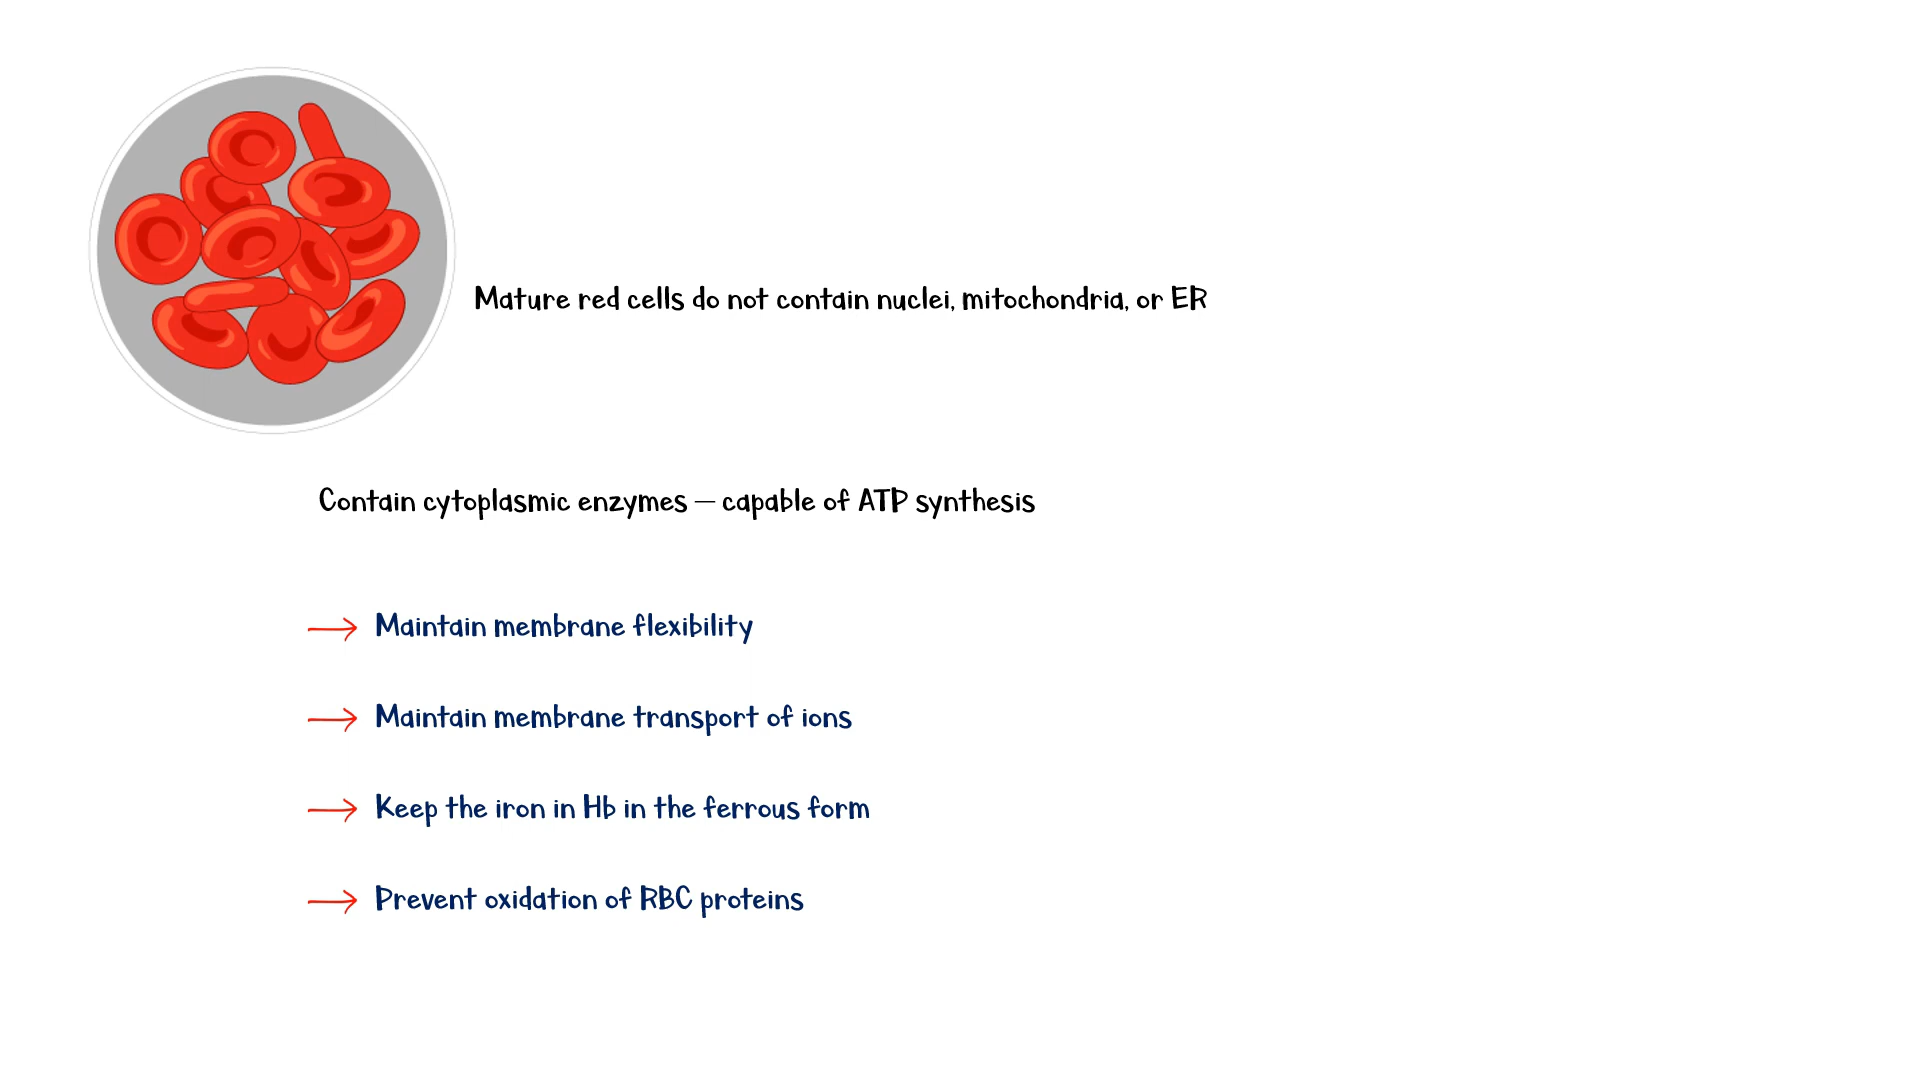 Mature red cells do not contain nuclei, mitochondria, or ER
Contain cytoplasmic enzymes – capable of ATP synthesis
Maintain membrane flexibility
Maintain membrane transport of ions
Keep the iron in Hb in the ferrous form
Prevent oxidation of RBC proteins